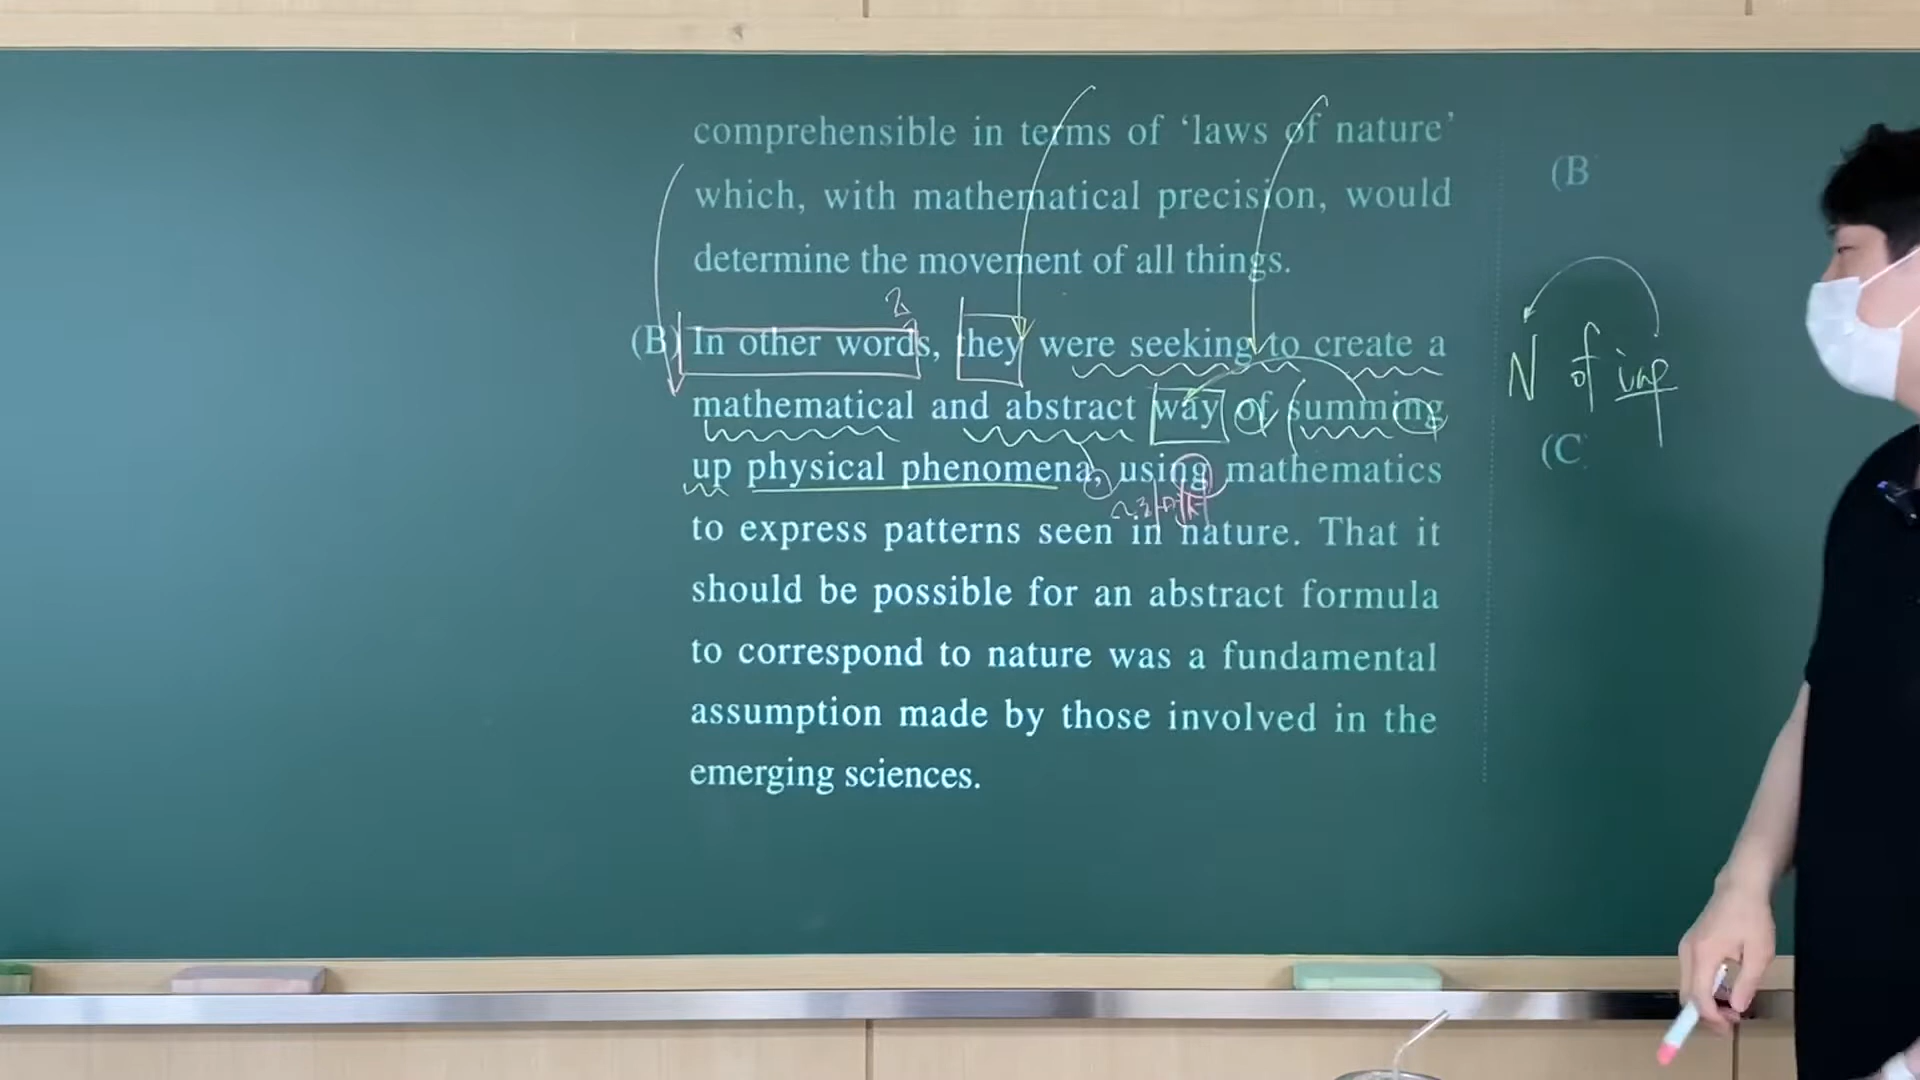 comprehensible in terms of ‘laws of nature’
which, with mathematical precision, would
determine the movement of all things.
(B) In other words, they were seeking to create a
mathematical and abstract way of summing
up physical phenomena, using mathematics
to express patterns seen in nature. That it
should be possible for an abstract formula
to correspond to nature was a fundamental
assumption made by those involved in the
emerging sciences.
(B
N of ing
(C